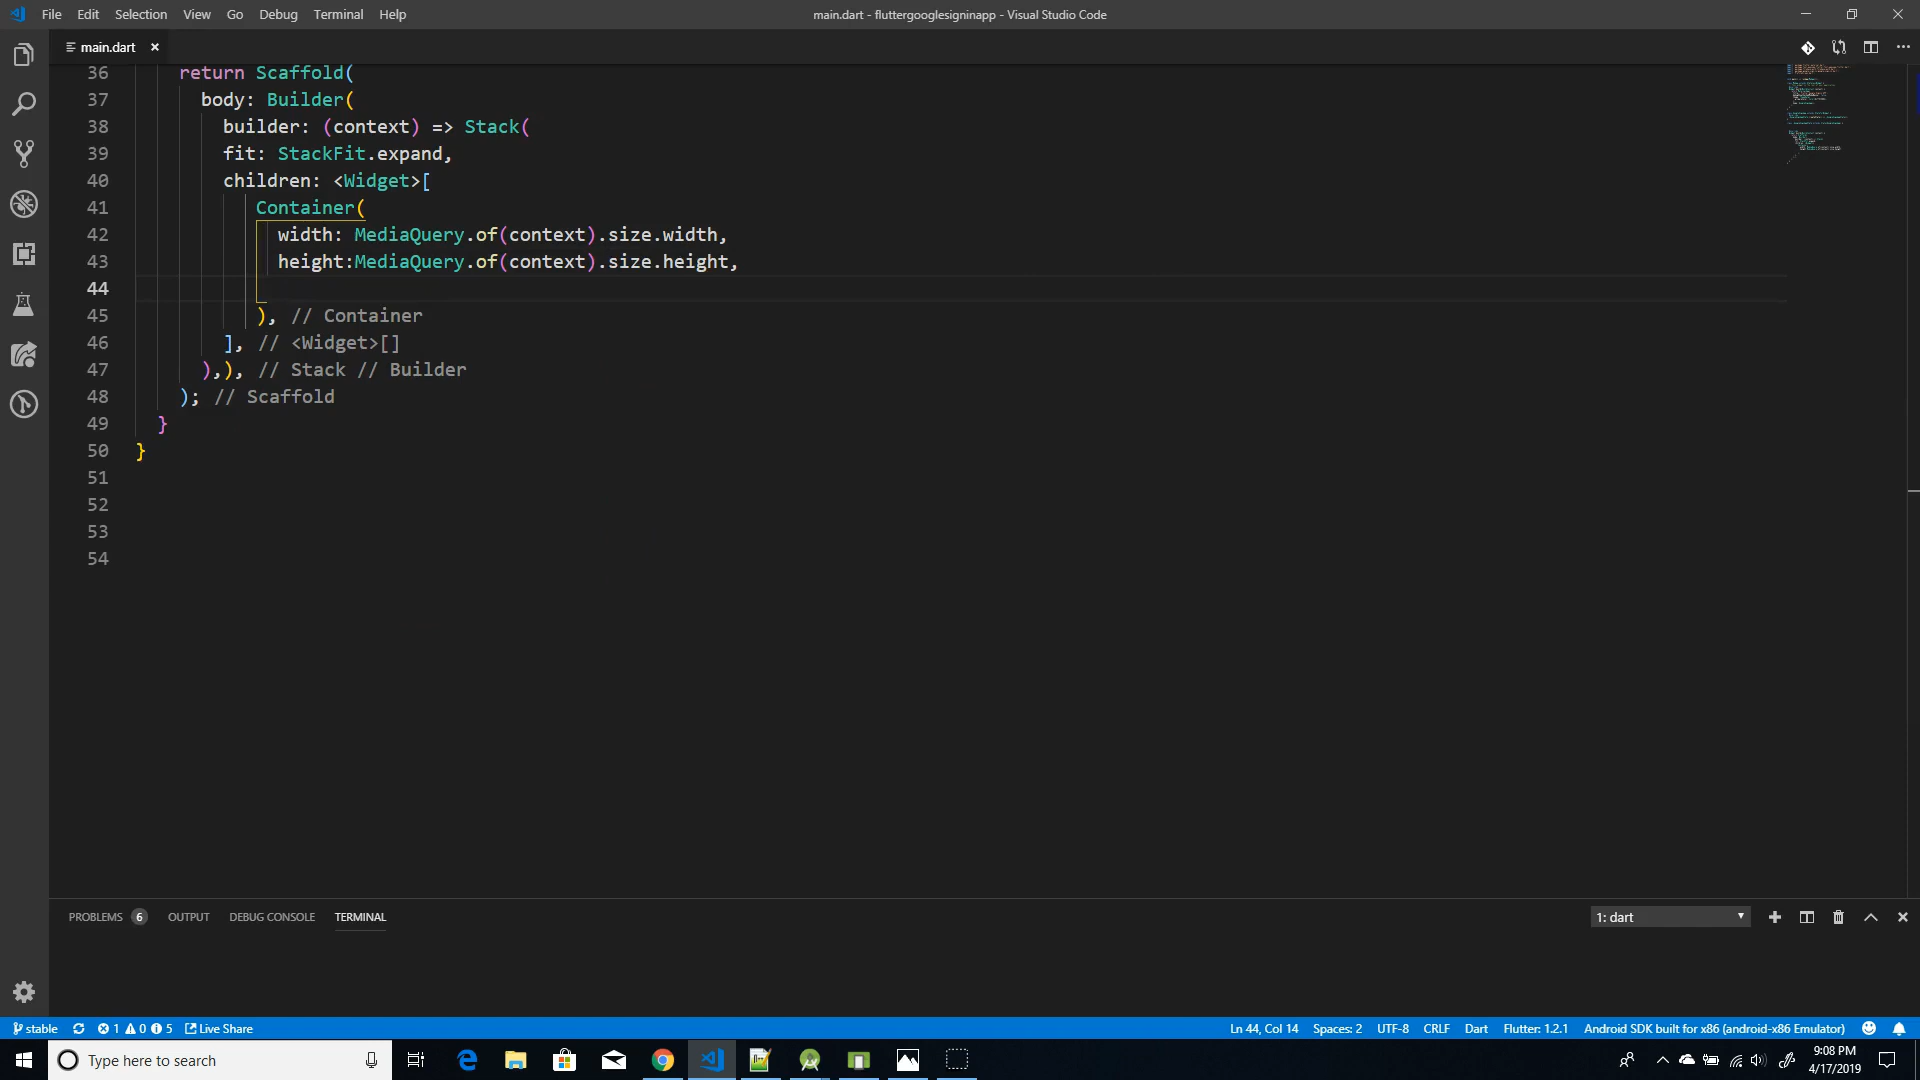 File Edit Selection View Go Debug Terminal Help
main.dart - fluttergooglesigninapp - Visual Studio Code
main.dart
36 return Scaffold(
37 body: Builder(
38 builder: (context) => Stack(
39 fit: StackFit.expand,
40 children: <Widget>[
41 Container(
42 width: MediaQuery.of(context).size.width,
43 height:MediaQuery.of(context).size.height,
44
45 ), // Container
46 ], // <Widget>[]
47 ),), // Stack // Builder
48 ); // Scaffold
49 }
50 }
51
52
53
54
PROBLEMS 6 OUTPUT DEBUG CONSOLE TERMINAL
1: dart
stable 1 0 5 Live Share
Ln 44, Col 14 Spaces: 2 UTF-8 CRLF Dart Flutter: 1.2.1 Android SDK built for x86 (android-x86 Emulator)
Type here to search
9:08 PM
4/17/2019